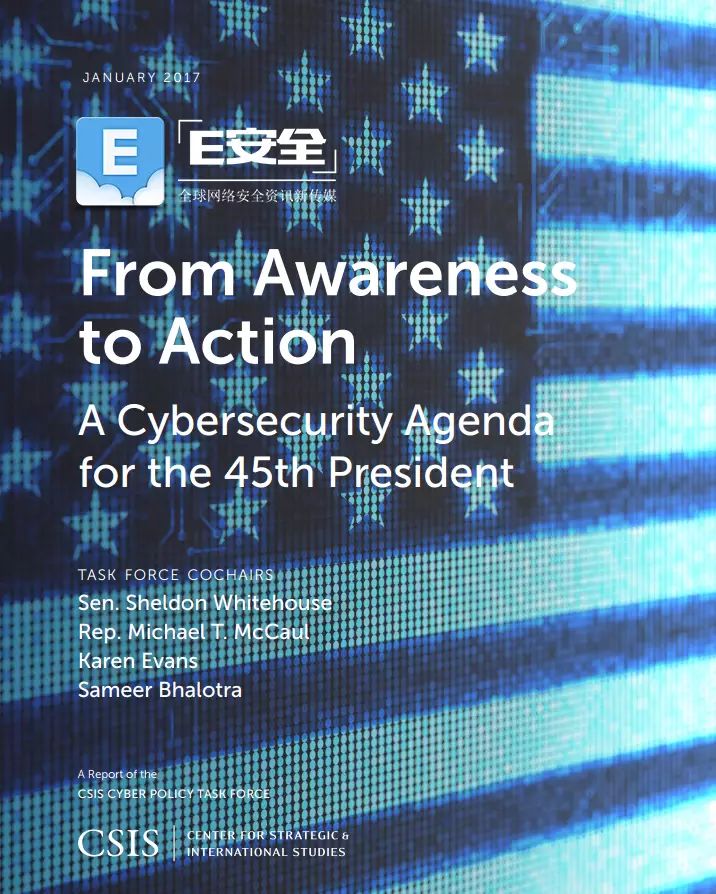 JANUARY 2017
E
E安全
全球网络安全资讯新传媒
From Awareness
to Action
A Cybersecurity Agenda
for the 45th President
TASK FORCE COCHAIRS
Sen. Sheldon Whitehouse
Rep. Michael T. McCaul
Karen Evans
Sameer Bhalotra
A Report of the
CSIS CYBER POLICY TASK FORCE
CSIS
CENTER FOR STRATEGIC &
INTERNATIONAL STUDIES